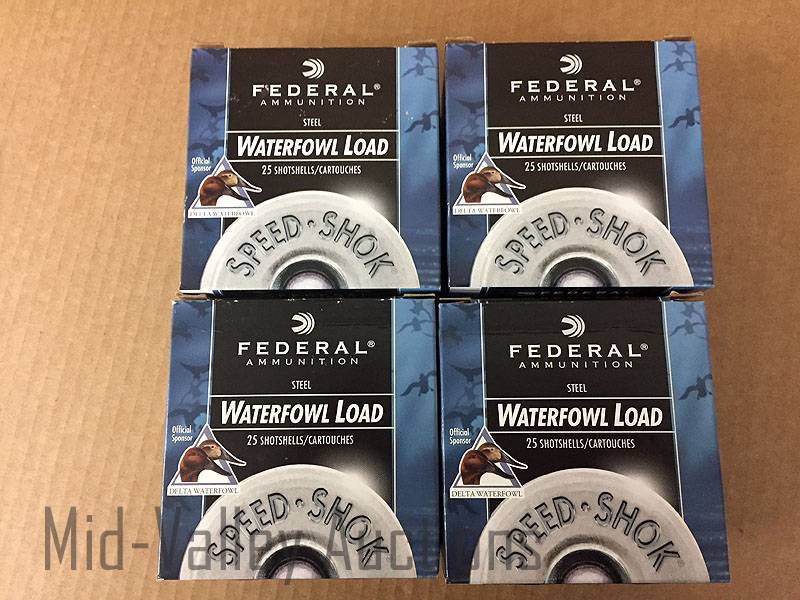 FEDERAL®
AMMUNITION
STEEL
WATERFOWL LOAD
25 SHOTSHELLS/CARTOUCHES
Official
Sponsor
DELTA WATERFOWL
SPEED·SHOK
FEDERAL®
AMMUNITION
STEEL
WATERFOWL LOAD
25 SHOTSHELLS/CARTOUCHES
Official
Sponsor
DELTA WATERFOWL
SPEED·SHOK
FEDERAL®
AMMUNITION
STEEL
WATERFOWL LOAD
25 SHOTSHELLS/CARTOUCHES
Official
Sponsor
DELTA WATERFOWL
SPEED·SHOK
FEDERAL®
AMMUNITION
STEEL
WATERFOWL LOAD
25 SHOTSHELLS/CARTOUCHES
Official
Sponsor
DELTA WATERFOWL
SPEED·SHOK
Mid-Valley Auctions